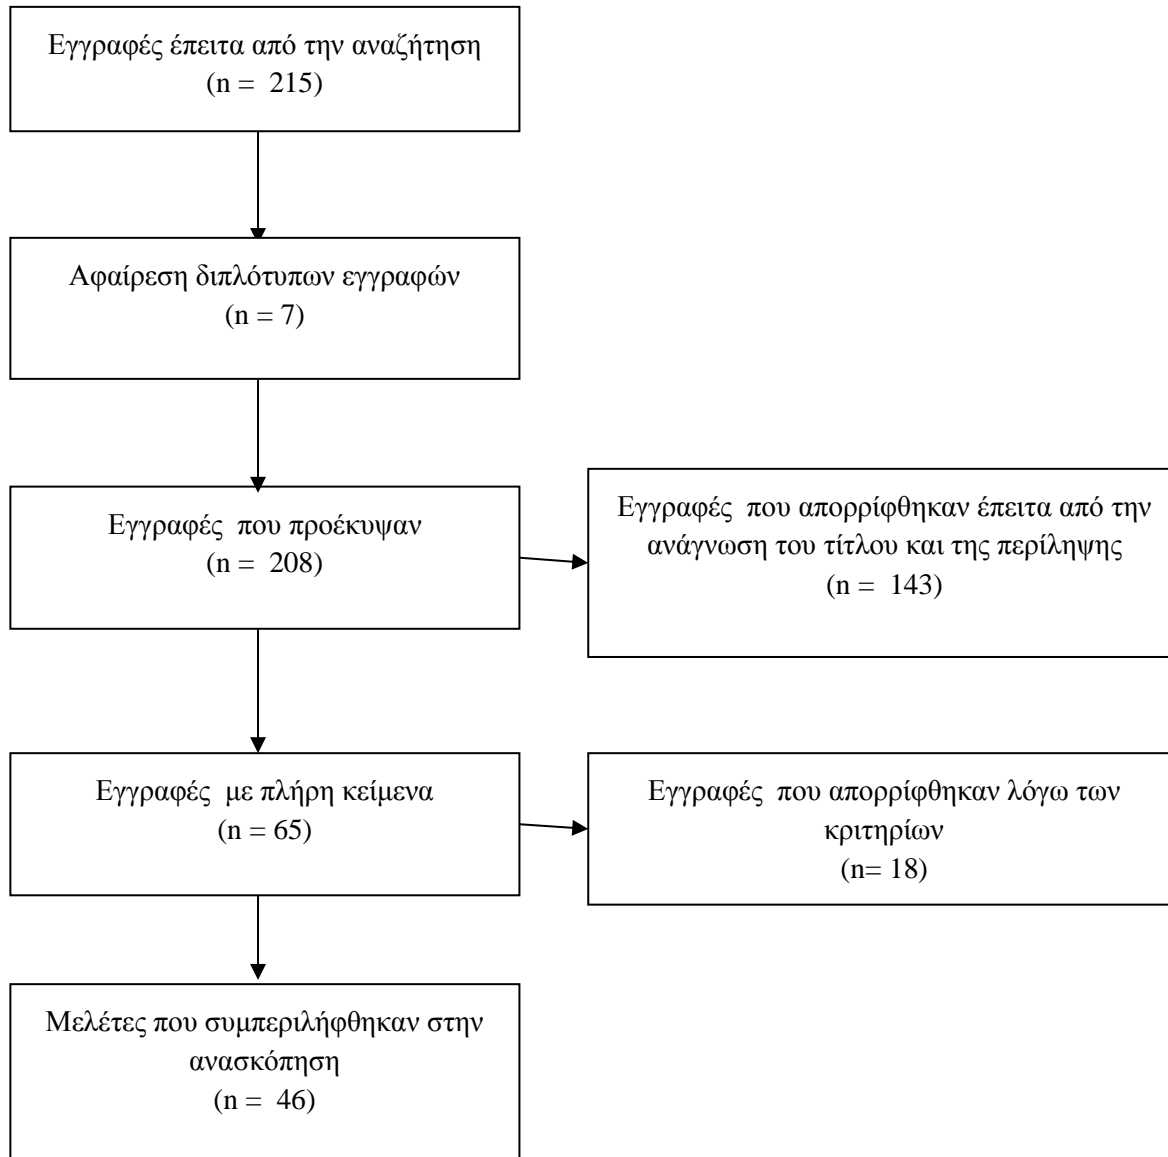 Εγγραφές έπειτα από την αναζήτηση
(n = 215)
Αφαίρεση διπλότυπων εγγραφών
(n = 7)
Εγγραφές που προέκυψαν
(n = 208)
Εγγραφές που απορρίφθηκαν έπειτα από την
ανάγνωση του τίτλου και της περίληψης
(n = 143)
Εγγραφές με πλήρη κείμενα
(n = 65)
Εγγραφές που απορρίφθηκαν λόγω των
κριτηρίων
(n= 18)
Μελέτες που συμπεριλήφθηκαν στην
ανασκόπηση
(n = 46)